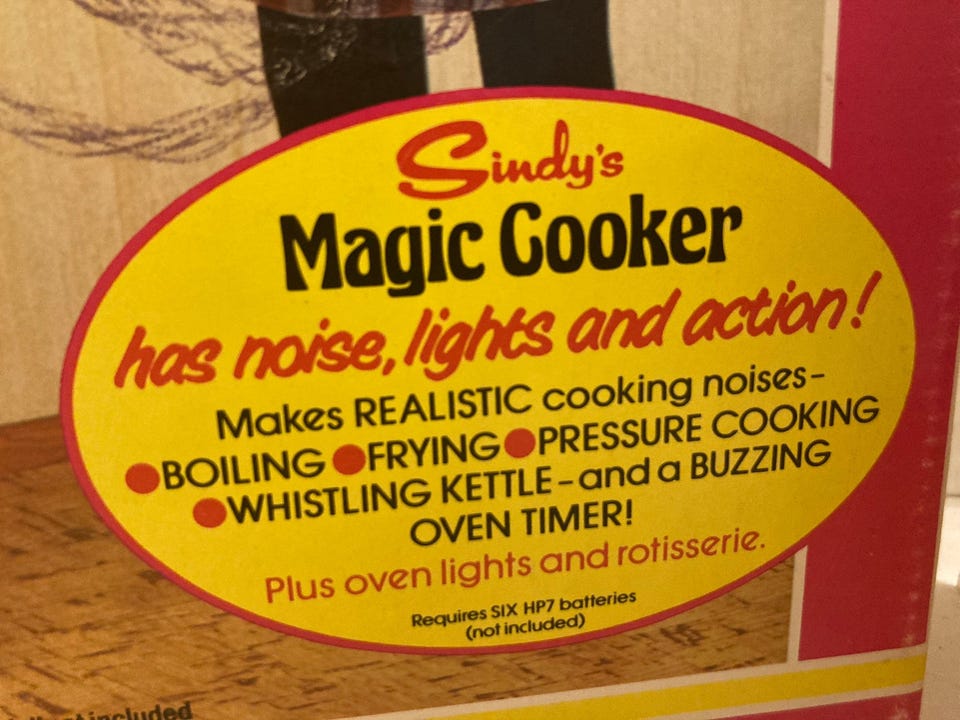 Sindy's
Magic Cooker
has noise, lights and action!
Makes REALISTIC cooking noises–
●BOILING ●FRYING ●PRESSURE COOKING
●WHISTLING KETTLE – and a BUZZING
OVEN TIMER!
Plus oven lights and rotisserie.
Requires SIX HP7 batteries
(not included)
included